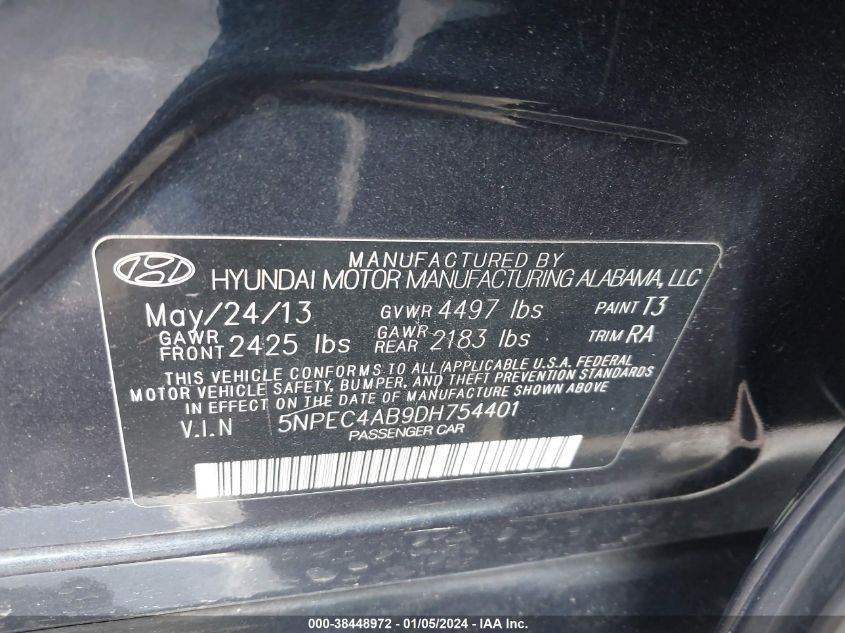 MANUFACTURED BY
HYUNDAI MOTOR MANUFACTURING ALABAMA, LLC
May/24/13 GVWR 4497 lbs PAINT T3
GAWR FRONT 2425 lbs GAWR REAR 2183 lbs TRIM RA
THIS VEHICLE CONFORMS TO ALL APPLICABLE U.S.A. FEDERAL
MOTOR VEHICLE SAFETY, BUMPER, AND THEFT PREVENTION STANDARDS
IN EFFECT ON THE DATE OF MANUFACTURE SHOWN ABOVE
V.I.N 5NPEC4AB9DH754401
PASSENGER CAR
000-38448972 - 01/05/2024 - IAA Inc.